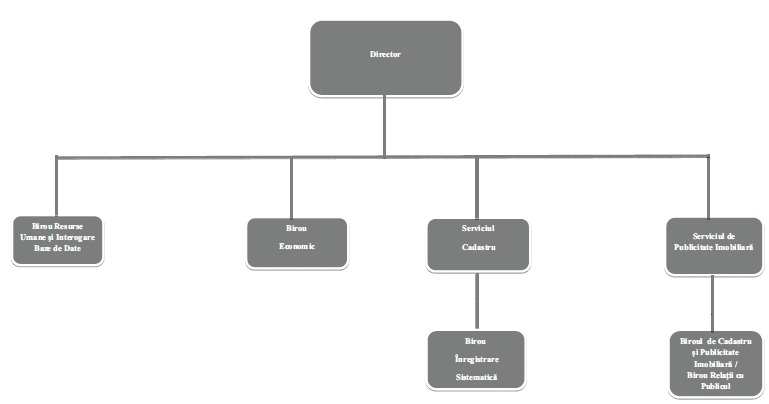 Director
Birou Resurse
Umane și Interogare
Baze de Date
Birou
Economic
Serviciul
Cadastru
Serviciul de
Publicitate Imobiliară
Birou
Înregistrare
Sistematică
Biroul de Cadastru
și Publicitate
Imobiliară /
Birou Relații cu
Publicul